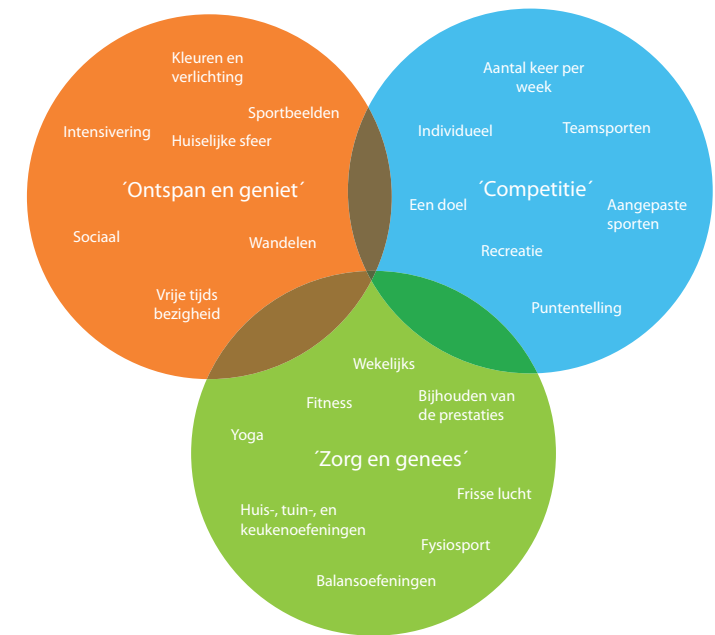 Kleuren en
verlichting
Sportbeelden
Intensivering
Huiselijke sfeer
´Ontspan en geniet´
Sociaal
Wandelen
Vrije tijds
bezigheid
Aantal keer per
week
Individueel
Teamsporten
´Competitie´
Een doel
Aangepaste
sporten
Recreatie
Puntentelling
Wekelijks
Fitness
Bijhouden van
de prestaties
Yoga
´Zorg en genees´
Frisse lucht
Huis-, tuin-, en
keukenoefeningen
Fysiosport
Balansoefeningen